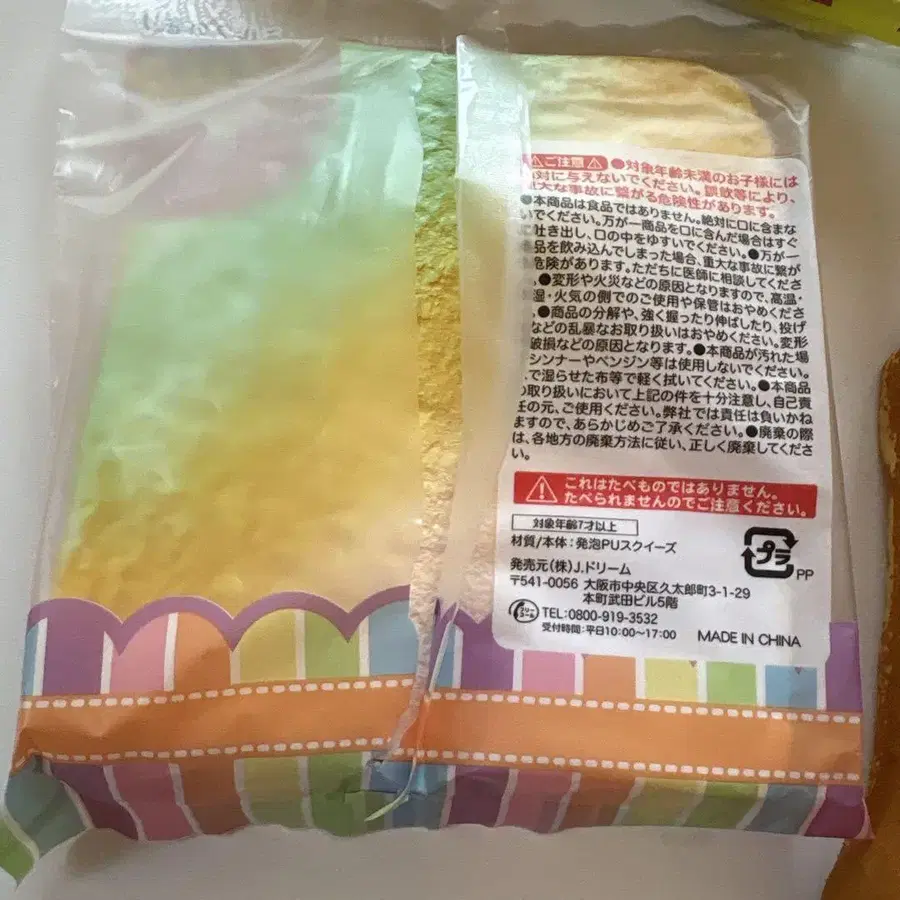 ご注意 ●対象年齢未満のお子様には
対に与えないでください。誤飲等により、
大な事故に繋がる危険性があります。
●本商品は食品ではありません。絶対に口に含まな
いでください。万が一商品を口に含んだ場合はすぐ
に吐き出し、口の中をゆすいでください。●万が一
品を飲み込んでしまった場合、重大な事故に繋が
危険があります。ただちに医師に相談してくださ
。●変形や火災などの原因となりますので、高温・
湿・火気の側でのご使用や保管はおやめくださ
。●商品の分解や、強く握ったり伸ばしたり、投げ
などの乱暴なお取り扱いはおやめください。変形
破損などの原因となります。●本商品が汚れた場
シンナーやベンジン等は使用しないでください。
で湿らせた布等で軽く拭いてください。●本商品
の取り扱いにおいて上記の件を十分注意し、自己責
任の元、ご使用ください。弊社では責任は負いかね
ますので、あらかじめご了承ください。●廃棄の際
は、各地方の廃棄方法に従い、正しく廃棄してくださ
い。
これはたべものではありません。
たべられませんのでご注意ください。
対象年齢7才以上
材質/本体:発泡PUスクイーズ
プラ
PP
発売元(株)J.ドリーム
〒541-0056 大阪市中央区久太郎町3-1-29
本町武田ビル5階
TEL:0800-919-3532
受付時間:平日10:00〜17:00
MADE IN CHINA